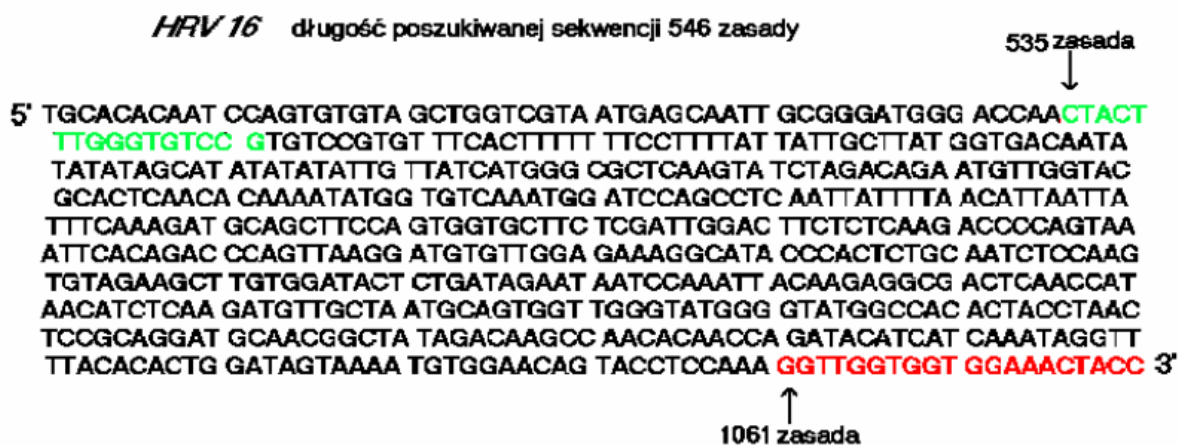 HRV 16 długość poszukiwanej sekwencji 546 zasady
535 zasada
5' TGCACACAAT CCAGTGTGTA GCTGGTCGTA ATGAGCAATT GCGGGATGGG ACCAACTACT
TTGGGTGTCC GTGTCCGTGT TTCACTTTTT TTCCTTTTAT TATTGCTTAT GGTGACAATA
TATATAGCAT ATATATATTG TTATCATGGG CGCTCAAGTA TCTAGACAGA ATGTTGGTAC
GCACTCAACA CAAAATATGG TGTCAAATGG ATCCAGCCTC AATTATTTTA ACATTAATTA
TTTCAAAGAT GCAGCTTCCA GTGGTGCTTC TCGATTGGAC TTCTCTCAAG ACCCCAGTAA
ATTCACAGAC CCAGTTAAGG ATGTGTTGGA GAAAGGCATA CCCACTCTGC AATCTCCAAG
TGTAGAAGCT TGTGGATACT CTGATAGAAT AATCCAAATT ACAAGAGGCG ACTCAACCAT
AACATCTCAA GATGTTGCTA ATGCAGTGGT TGGGTATGGG GTATGGCCAC ACTACCTAAC
TCCGCAGGAT GCAACGGCTA TAGACAAGCC AACACAACCA GATACATCAT CAAATAGGTT
TTACACACTG GATAGTAAAA TGTGGAACAG TACCTCCAAA GGTTGGTGGT GGAAACTACC 3'
1061 zasada